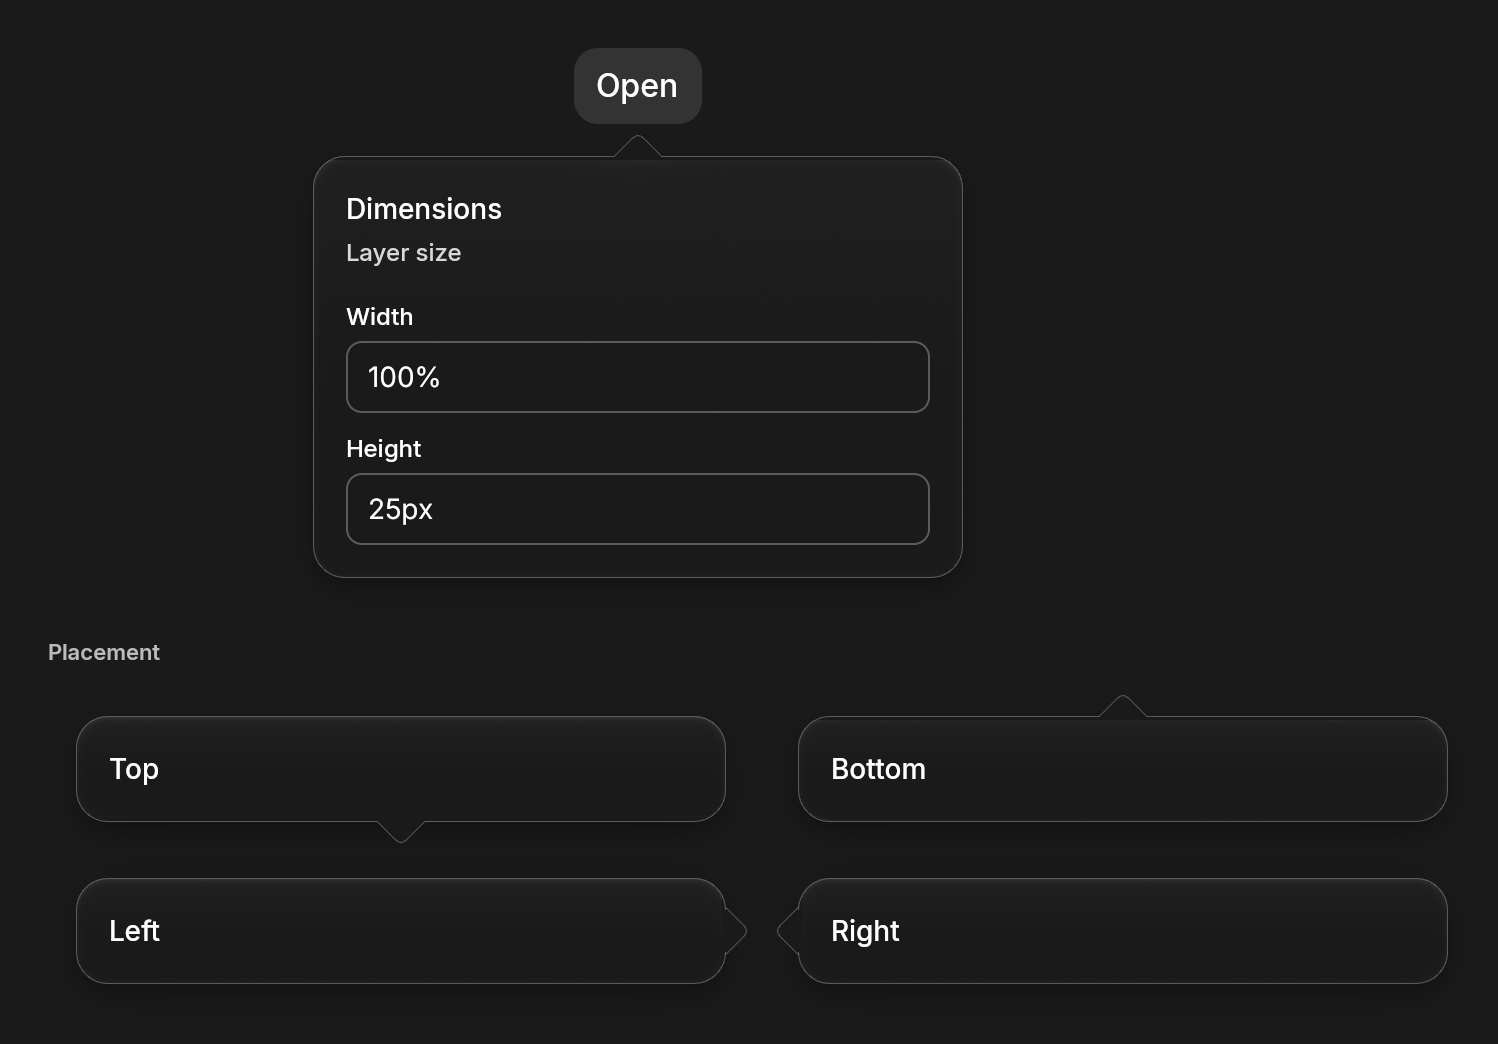 Open
Dimensions
Layer size
Width
100%
Height
25px
Placement
Top
Bottom
Left
Right